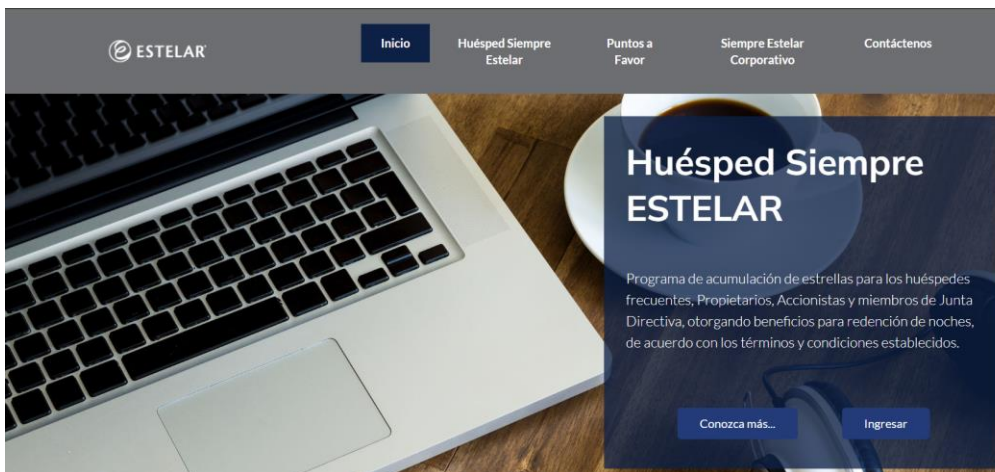 ESTELAR
Inicio
Huésped Siempre
Estelar
Puntos a
Favor
Siempre Estelar
Corporativo
Contáctenos
Huésped Siempre
ESTELAR
Programa de acumulación de estrellas para los huéspedes
frecuentes, Propietarios, Accionistas y miembros de Junta
Directiva, otorgando beneficios para redención de noches,
de acuerdo con los términos y condiciones establecidos.
Conozca más...
Ingresar